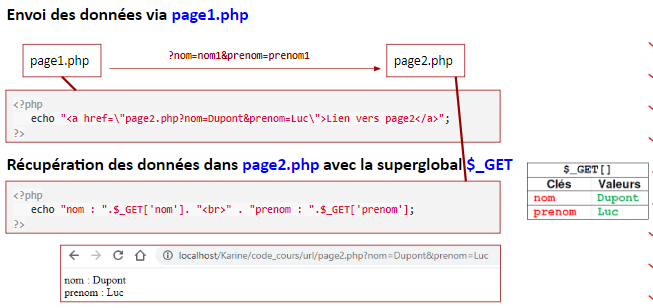 Envoi des données via page1.php
?nom=nom1&prenom=prenom1
page1.php
page2.php
<?php
echo "<a href=\"page2.php?nom=Dupont&prenom=Luc\">Lien vers page2</a>";
?>
Récupération des données dans page2.php avec la superglobal $_GET
<?php
echo "nom : ".$_GET['nom']. "<br>" . "prenom : ".$_GET['prenom'];
?>
$_GET[]
Clés Valeurs
nom Dupont
prenom Luc
localhost/Karine/code_cours/url/page2.php?nom=Dupont&prenom=Luc
nom : Dupont
prenom : Luc